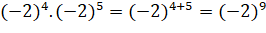 (−2)⁴.(−2)⁵ = (−2)⁴⁺⁵ = (−2)⁹